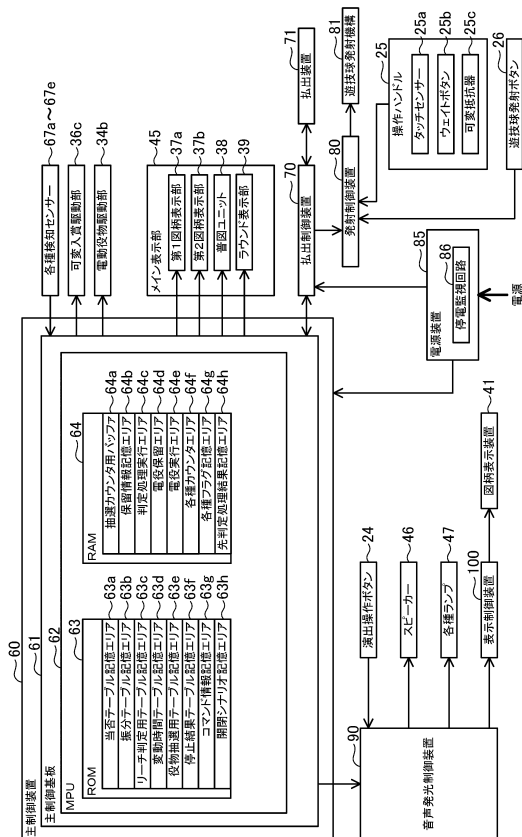 主制御装置 60
主制御基板 61
MPU 62
ROM 63
当否テーブル記憶エリア 63a
振分テーブル記憶エリア 63b
リーチ判定用テーブル記憶エリア 63c
変動時間テーブル記憶エリア 63d
役物抽選用テーブル記憶エリア 63e
停止結果テーブル記憶エリア 63f
コマンド情報記憶エリア 63g
開閉シナリオ記憶エリア 63h
RAM 64
抽選カウンタ用バッファ 64a
保留情報記憶エリア 64b
判定処理実行エリア 64c
電役保留エリア 64d
電役実行エリア 64e
各種カウンタエリア 64f
各種フラグ記憶エリア 64g
先判定処理結果記憶エリア 64h
各種検知センサー 67a～67e
可変入賞駆動部 36c
電動役物駆動部 34b
メイン表示部 45
第1図柄表示部 37a
第2図柄表示部 37b
普図ユニット 38
ラウンド表示部 39
払出制御装置 70
払出装置 71
発射制御装置 80
遊技球発射機構 81
操作ハンドル 25
タッチセンサー 25a
ウェイトボタン 25b
可変抵抗器 25c
遊技球発射ボタン 26
電源装置 85
停電監視回路 86
電源
音声発光制御装置 90
演出操作ボタン 24
スピーカー 46
各種ランプ 47
表示制御装置 100
図柄表示装置 41